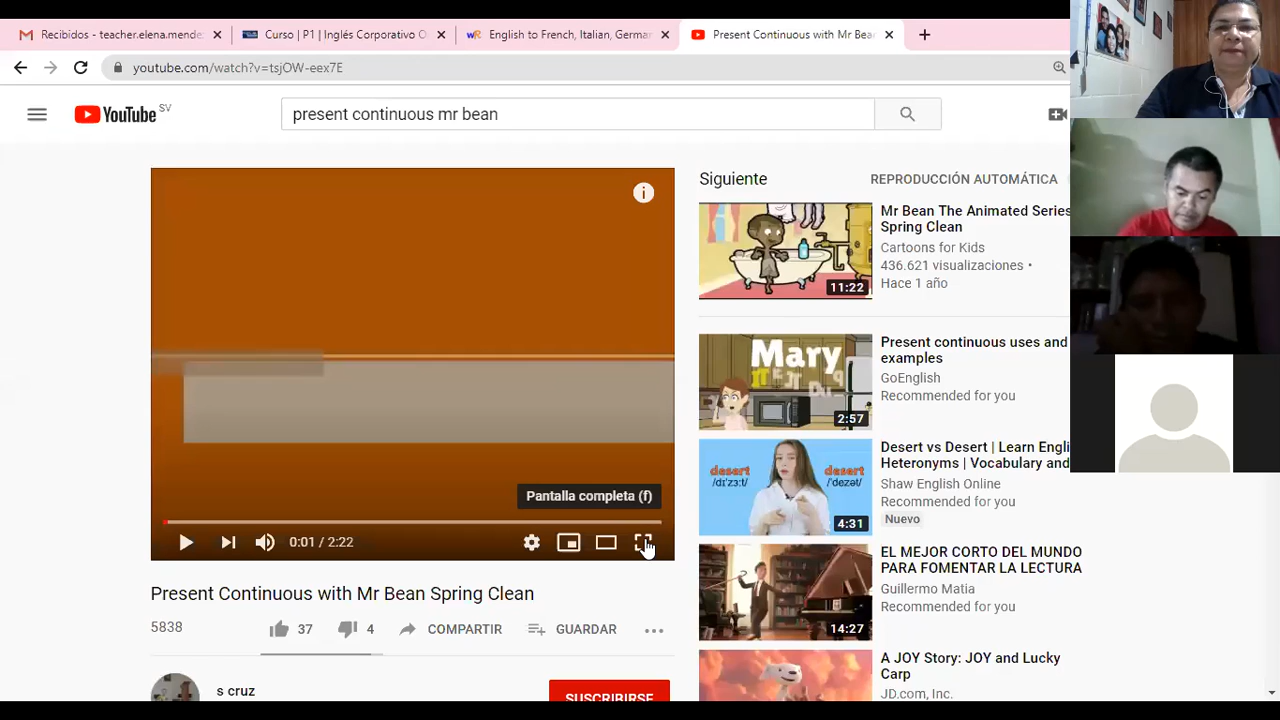 Recibidos - teacher.elena.mende
Curso | P1 | Inglés Corporativo O
English to French, Italian, German
Present Continuous with Mr Bea
youtube.com/watch?v=tsjOW-eex7E
YouTube SV
present continuous mr bean
Siguiente
REPRODUCCIÓN AUTOMÁTICA
Mr Bean The Animated Series
Spring Clean
Cartoons for Kids
436.621 visualizaciones •
Hace 1 año
11:22
Mary
Present continuous uses and
examples
GoEnglish
Recommended for you
2:57
desert
/dɪˈzɜːt/
desert
/ˈdezət/
Desert vs Desert | Learn Engli
Heteronyms | Vocabulary and
Shaw English Online
Recommended for you
Nuevo
4:31
EL MEJOR CORTO DEL MUNDO
PARA FOMENTAR LA LECTURA
Guillermo Matia
Recommended for you
14:27
A JOY Story: JOY and Lucky
Carp
JD.com, Inc.
Pantalla completa (f)
0:01 / 2:22
Present Continuous with Mr Bean Spring Clean
5838
37
4
COMPARTIR
GUARDAR
s cruz
SUSCRIBIRSE